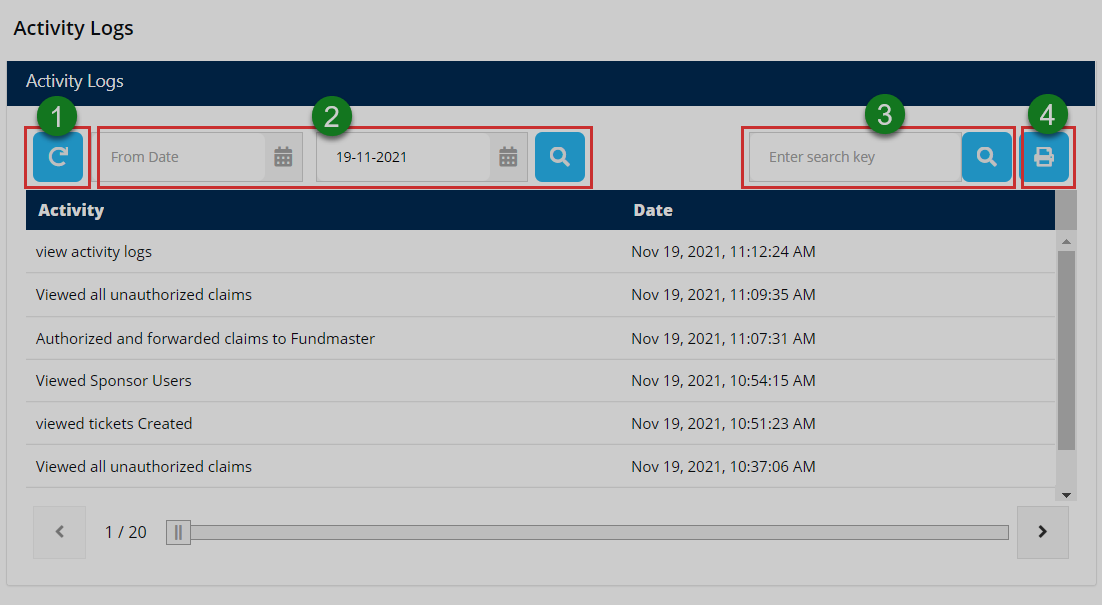 Activity Logs
Activity Logs
1 2 3 4
From Date 19-11-2021 Enter search key
Activity Date
view activity logs Nov 19, 2021, 11:12:24 AM
Viewed all unauthorized claims Nov 19, 2021, 11:09:35 AM
Authorized and forwarded claims to Fundmaster Nov 19, 2021, 11:07:31 AM
Viewed Sponsor Users Nov 19, 2021, 10:54:15 AM
viewed tickets Created Nov 19, 2021, 10:51:23 AM
Viewed all unauthorized claims Nov 19, 2021, 10:37:06 AM
1 / 20